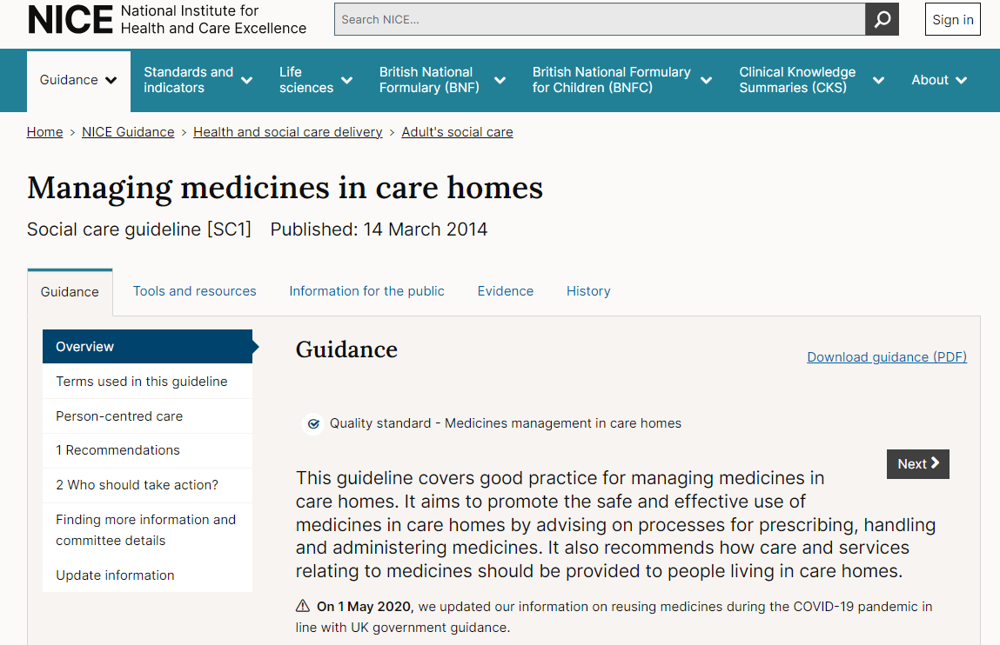 NICE National Institute for
Health and Care Excellence
Search NICE...
Sign in
Guidance
Standards and
indicators
Life
sciences
British National
Formulary (BNF)
British National Formulary
for Children (BNFC)
Clinical Knowledge
Summaries (CKS)
About
Home > NICE Guidance > Health and social care delivery > Adult's social care
Managing medicines in care homes
Social care guideline [SC1] Published: 14 March 2014
Guidance Tools and resources Information for the public Evidence History
Overview
Terms used in this guideline
Person-centred care
1 Recommendations
2 Who should take action?
Finding more information and
committee details
Update information
Guidance
Download guidance (PDF)
Quality standard - Medicines management in care homes
Next
This guideline covers good practice for managing medicines in
care homes. It aims to promote the safe and effective use of
medicines in care homes by advising on processes for prescribing, handling
and administering medicines. It also recommends how care and services
relating to medicines should be provided to people living in care homes.
On 1 May 2020, we updated our information on reusing medicines during the COVID-19 pandemic in
line with UK government guidance.